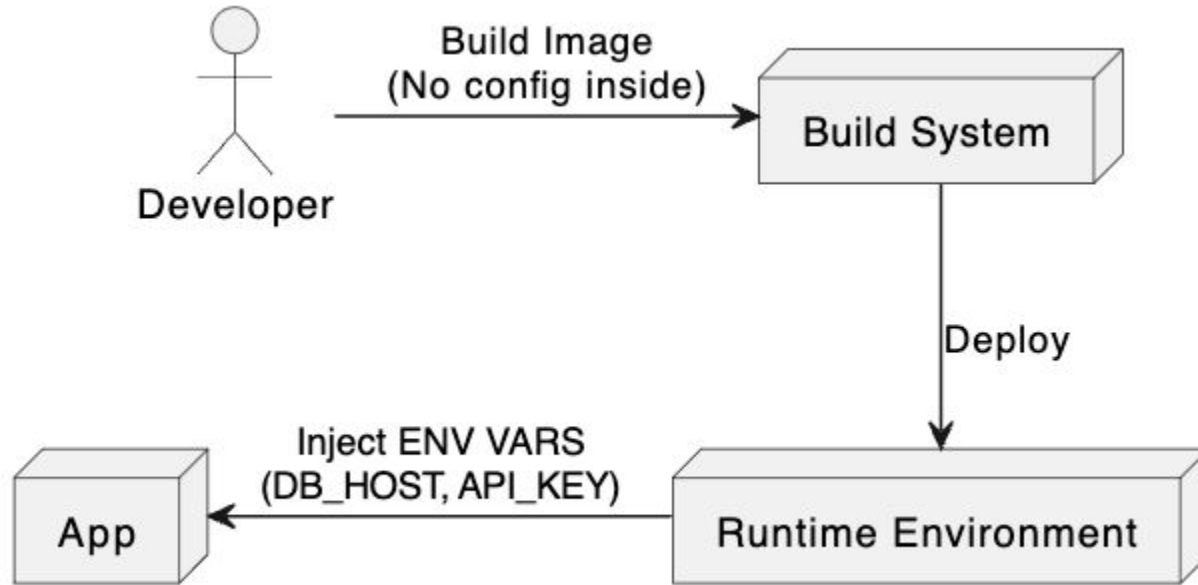 Build Image
(No config inside)
Build System
Developer
Deploy
Inject ENV VARS
(DB_HOST, API_KEY)
App
Runtime Environment